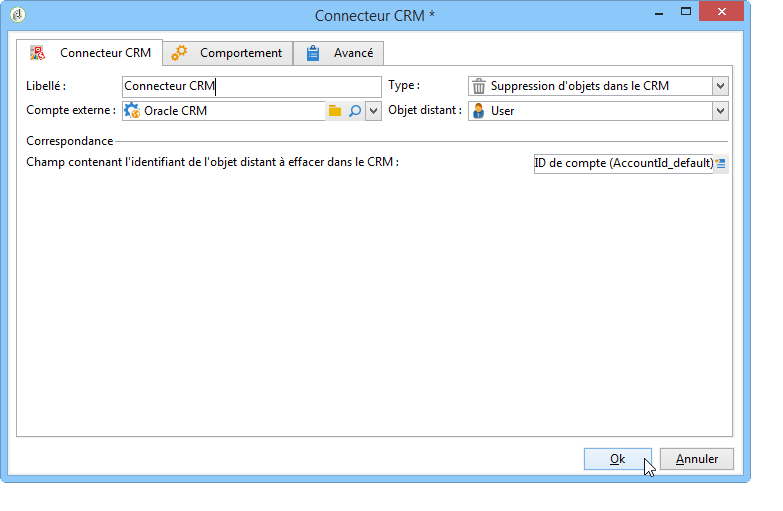 Connecteur CRM *
Connecteur CRM Comportement Avancé
Libellé : Connecteur CRM Type : Suppression d'objets dans le CRM
Compte externe : Oracle CRM Objet distant : User
Correspondance
Champ contenant l'identifiant de l'objet distant à effacer dans le CRM : ID de compte (AccountId_default)
Ok Annuler